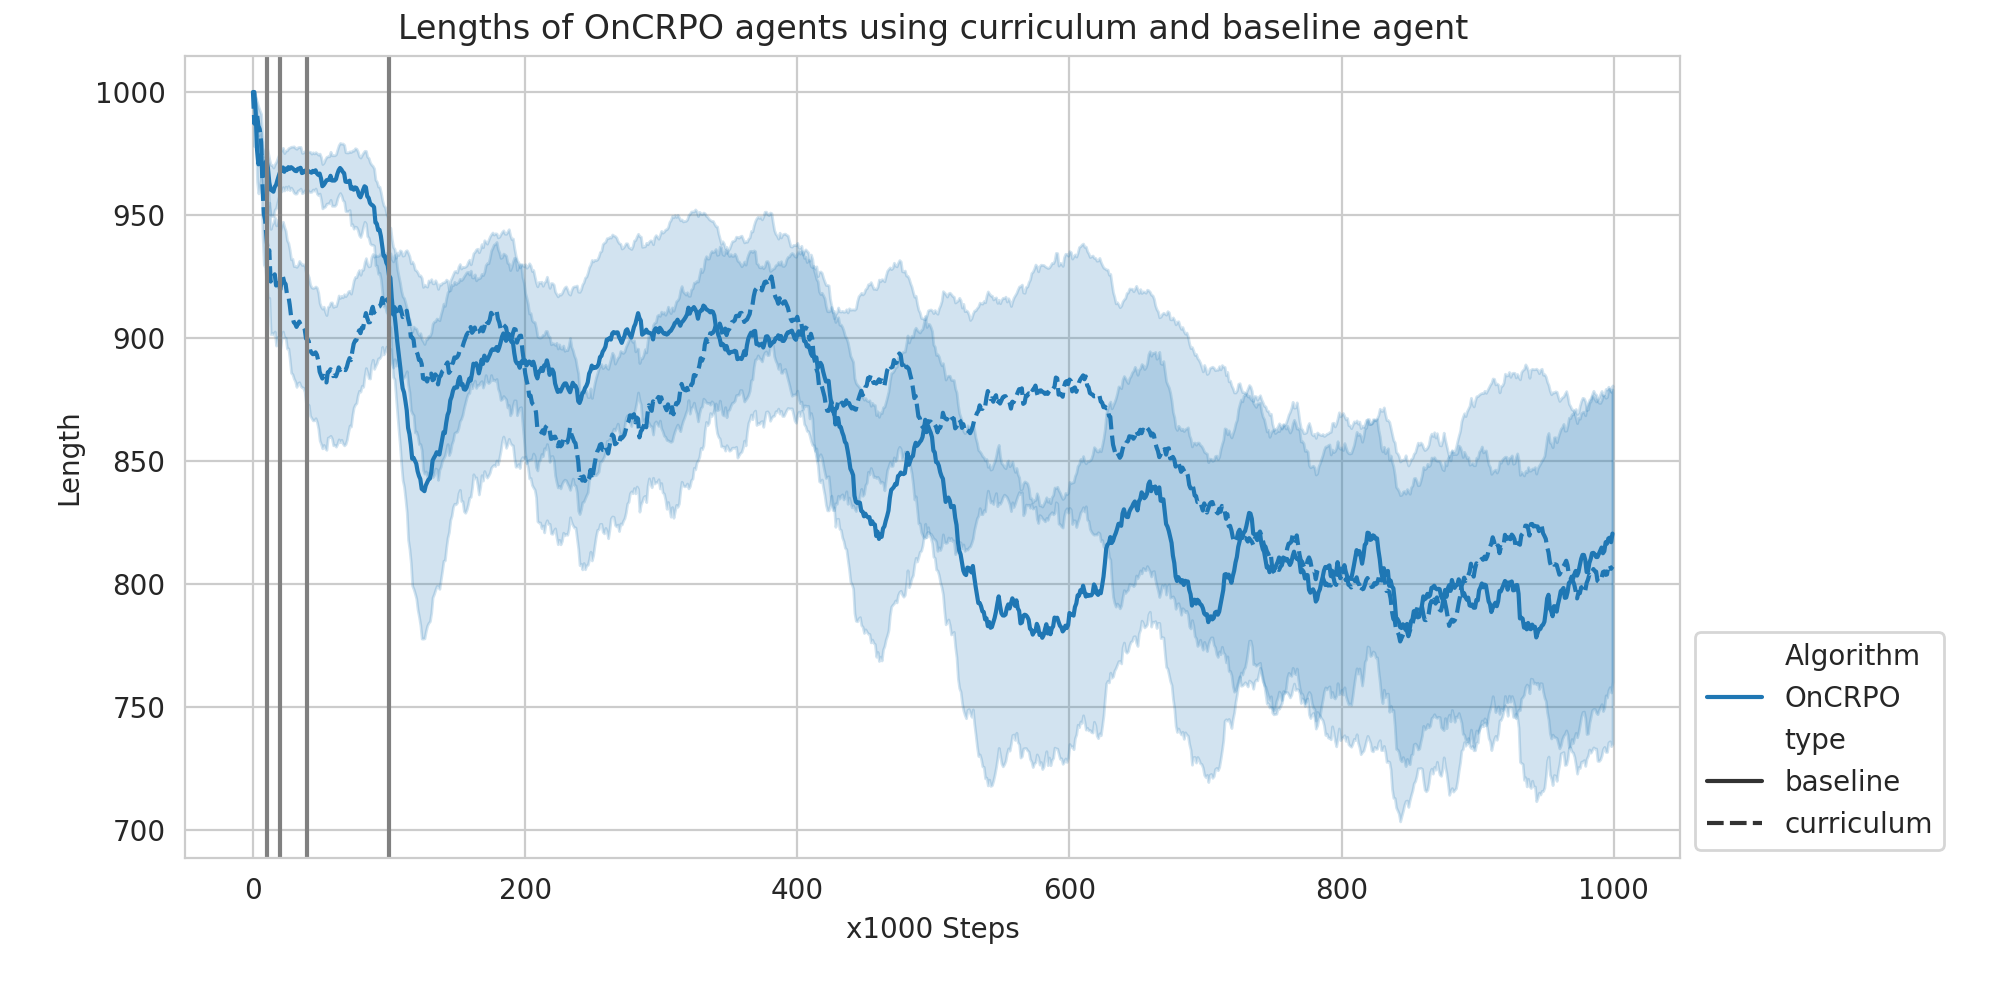 Lengths of OnCRPO agents using curriculum and baseline agent
1000
950
900
850
800
750
700
Length
0 200 400 600 800 1000
x1000 Steps
Algorithm
OnCRPO
type
baseline
curriculum